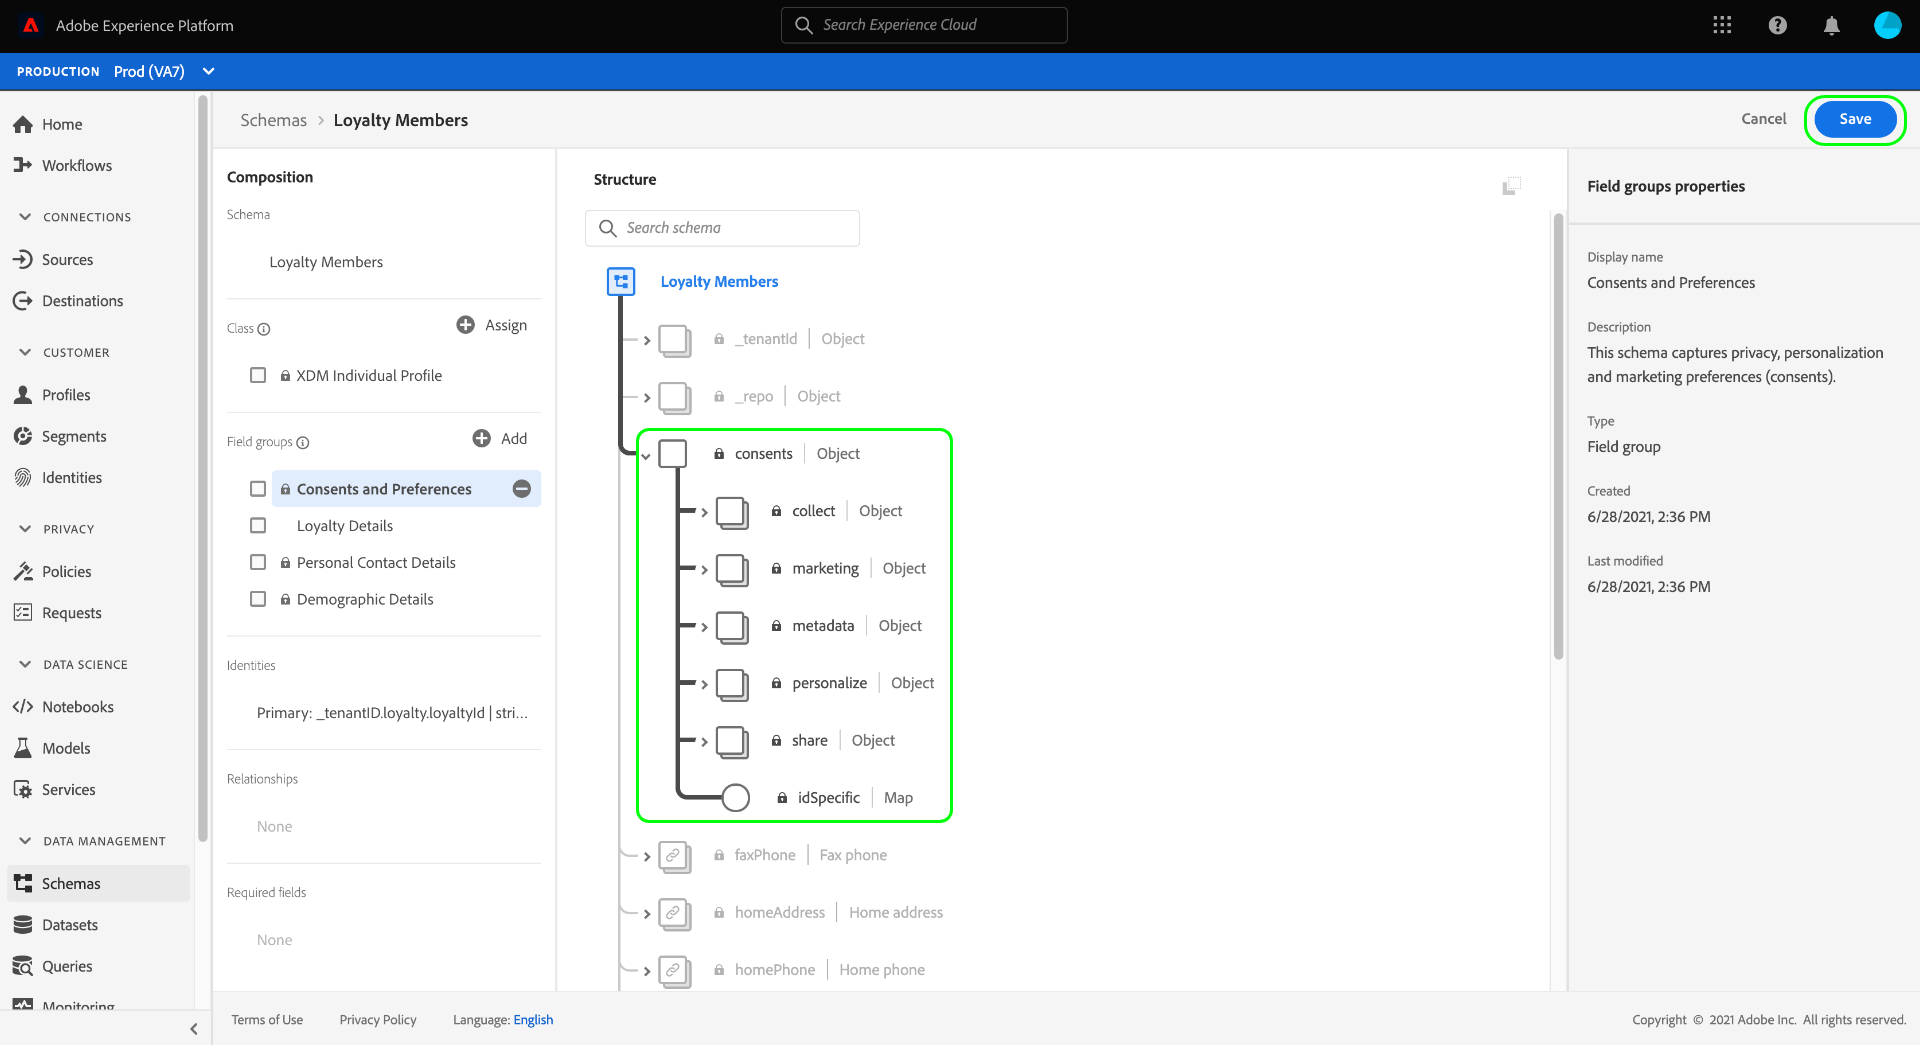 Adobe Experience Platform
Search Experience Cloud
PRODUCTION Prod (VA7)
Home
Workflows
CONNECTIONS
Sources
Destinations
CUSTOMER
Profiles
Segments
Identities
PRIVACY
Policies
Requests
DATA SCIENCE
Notebooks
Models
Services
DATA MANAGEMENT
Schemas
Datasets
Queries
Monitoring
Schemas > Loyalty Members
Cancel
Save
Composition
Schema
Loyalty Members
Class
Assign
XDM Individual Profile
Field groups
Add
Consents and Preferences
Loyalty Details
Personal Contact Details
Demographic Details
Identities
Primary: _tenantID.loyalty.loyaltyId | stri...
Relationships
None
Required fields
None
Structure
Search schema
Loyalty Members
_tenantId | Object
_repo | Object
consents | Object
collect | Object
marketing | Object
metadata | Object
personalize | Object
share | Object
idSpecific | Map
faxPhone | Fax phone
homeAddress | Home address
homePhone | Home phone
Field groups properties
Display name
Consents and Preferences
Description
This schema captures privacy, personalization
and marketing preferences (consents).
Type
Field group
Created
6/28/2021, 2:36 PM
Last modified
6/28/2021, 2:36 PM
Terms of Use
Privacy Policy
Language: English
Copyright © 2021 Adobe Inc. All rights reserved.